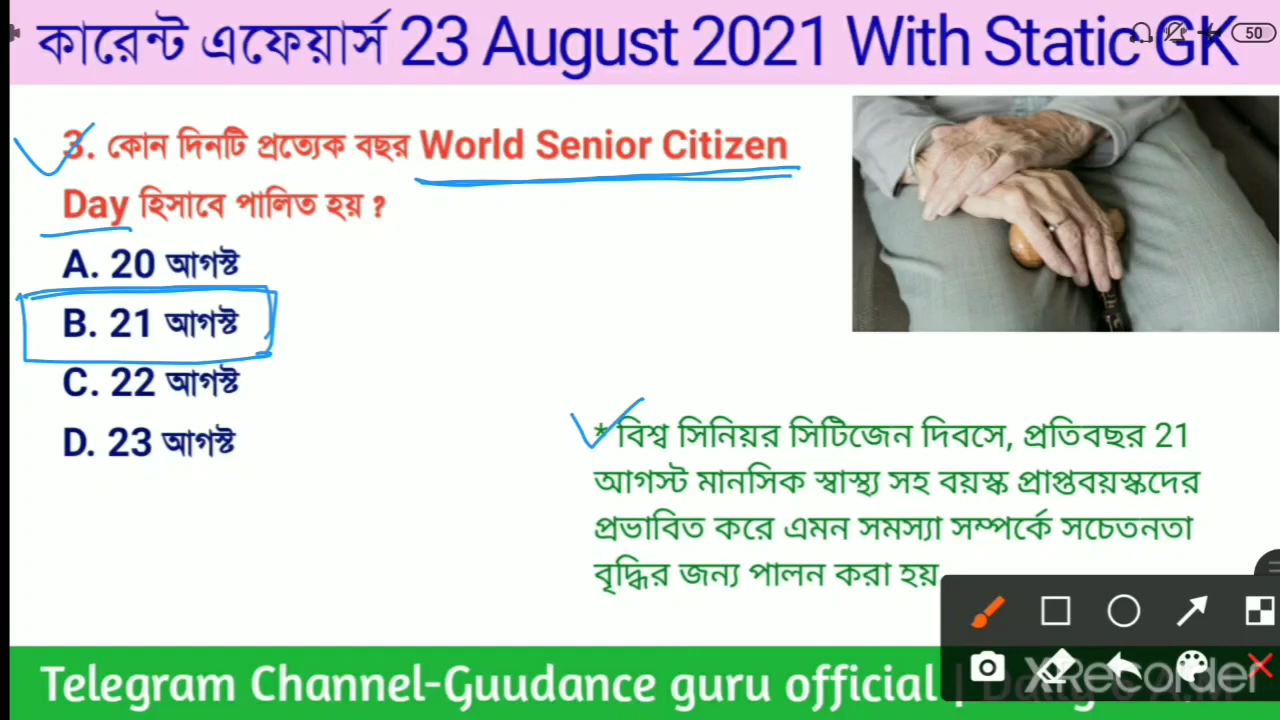 কারেন্ট এফেয়ার্স 23 August 2021 With Static GK
50
3. কোন দিনটি প্রত্যেক বছর World Senior Citizen
Day হিসাবে পালিত হয় ?
A. 20 আগস্ট
B. 21 আগস্ট
C. 22 আগস্ট
D. 23 আগস্ট
* বিশ্ব সিনিয়র সিটিজেন দিবসে, প্রতিবছর 21
আগস্ট মানসিক স্বাস্থ্য সহ বয়স্ক প্রাপ্তবয়স্কদের
প্রভাবিত করে এমন সমস্যা সম্পর্কে সচেতনতা
বৃদ্ধির জন্য পালন করা হয়
Telegram Channel-Guudance guru official |
XRecorder